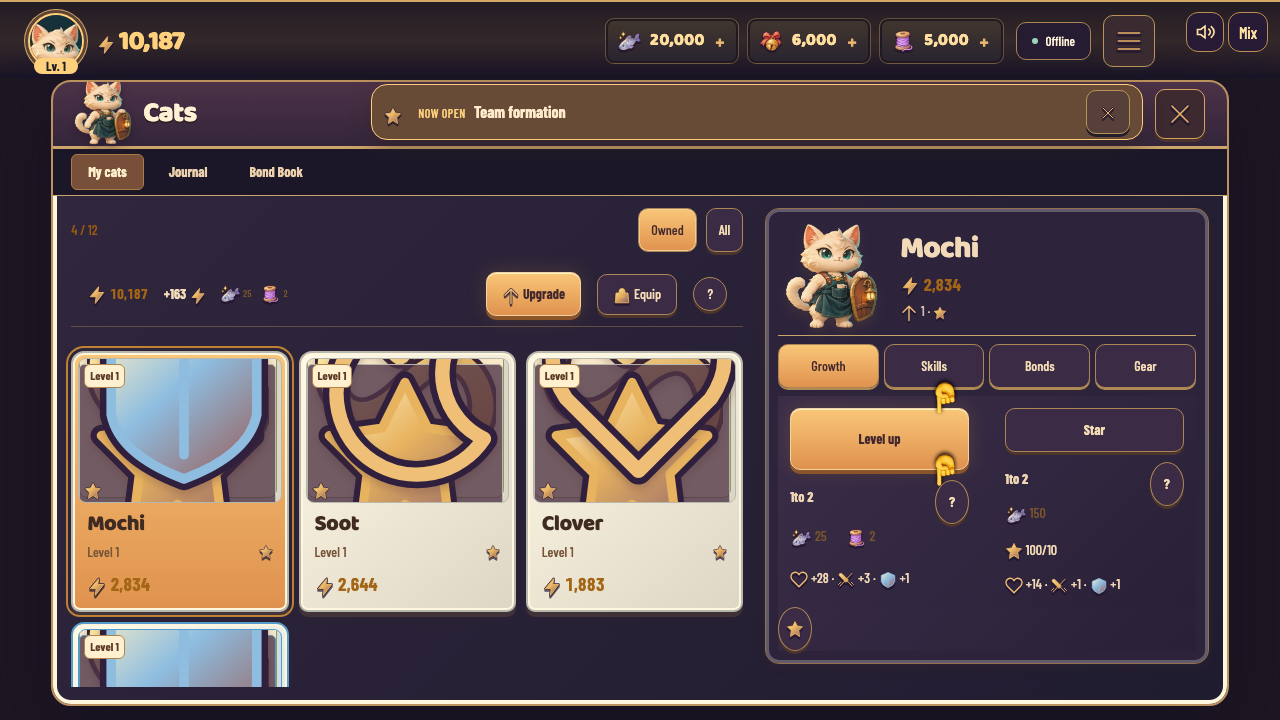 Lv. 1
10,187
20,000 +
6,000 +
5,000 +
Offline
Mix
Cats
NOW OPEN Team formation
My cats
Journal
Bond Book
4 / 12
Owned
All
10,187
+163
25
2
Upgrade
Equip
?
Level 1
Mochi
Level 1
2,834
Level 1
Soot
Level 1
2,644
Level 1
Clover
Level 1
1,883
Level 1
Mochi
2,834
1 ·
Growth
Skills
Bonds
Gear
Level up
1to 2
?
25
2
+28 · +3 · +1
Star
1to 2
?
150
100/10
+14 · +1 · +1